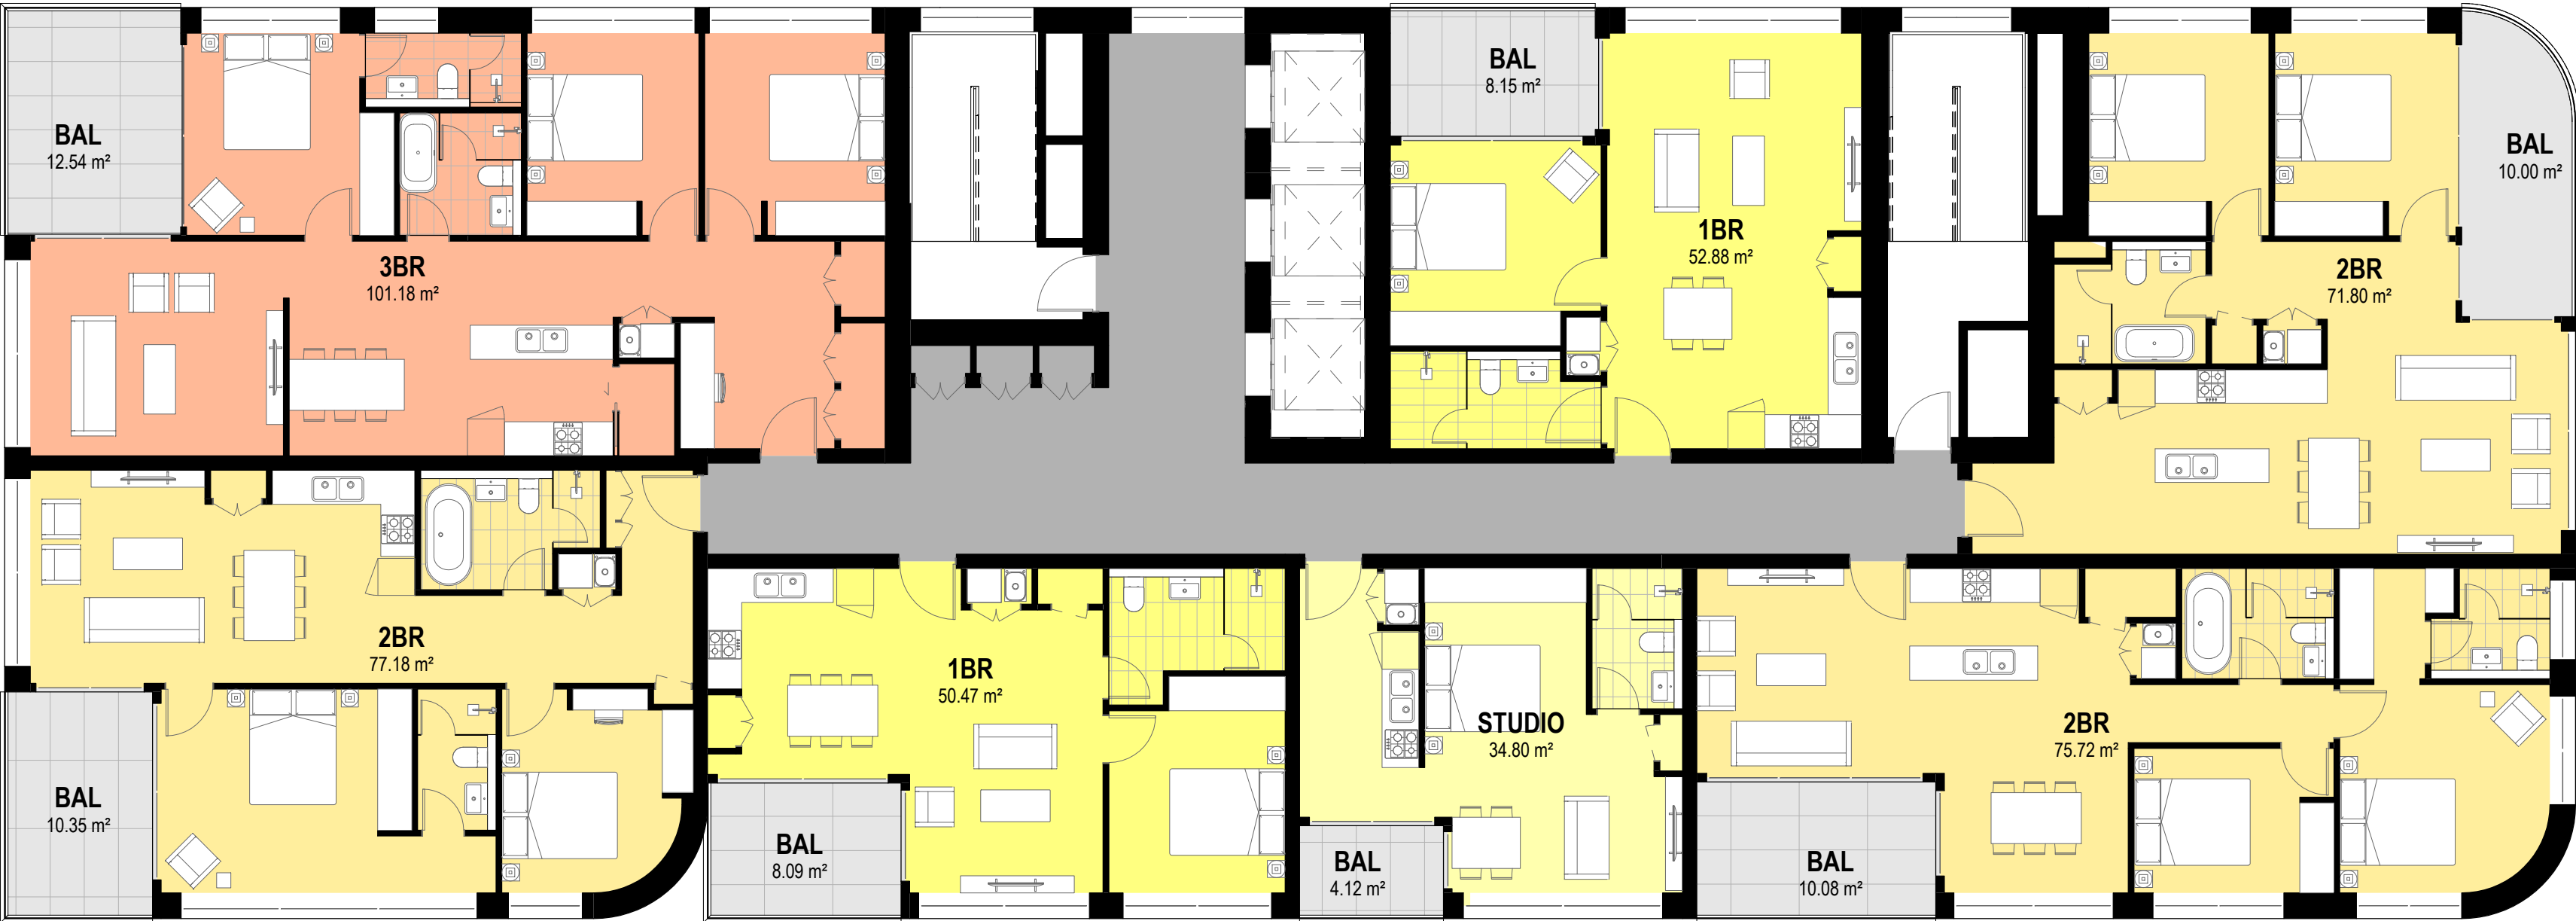 BAL
12.54 m²
3BR
101.18 m²
BAL
8.15 m²
1BR
52.88 m²
BAL
10.00 m²
2BR
71.80 m²
2BR
77.18 m²
BAL
10.35 m²
1BR
50.47 m²
BAL
8.09 m²
STUDIO
34.80 m²
BAL
4.12 m²
2BR
75.72 m²
BAL
10.08 m²